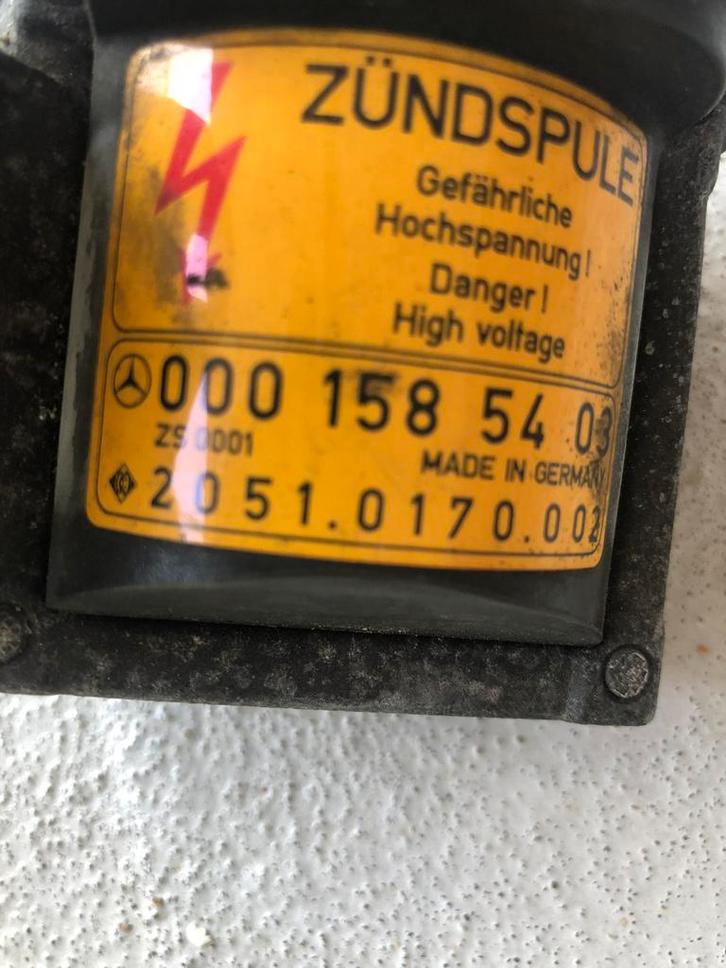 ZÜNDSPULE
Gefährliche
Hochspannung!
Danger!
High voltage
000 158 54 03
ZS 0001
MADE IN GERMANY
2051.0170.002